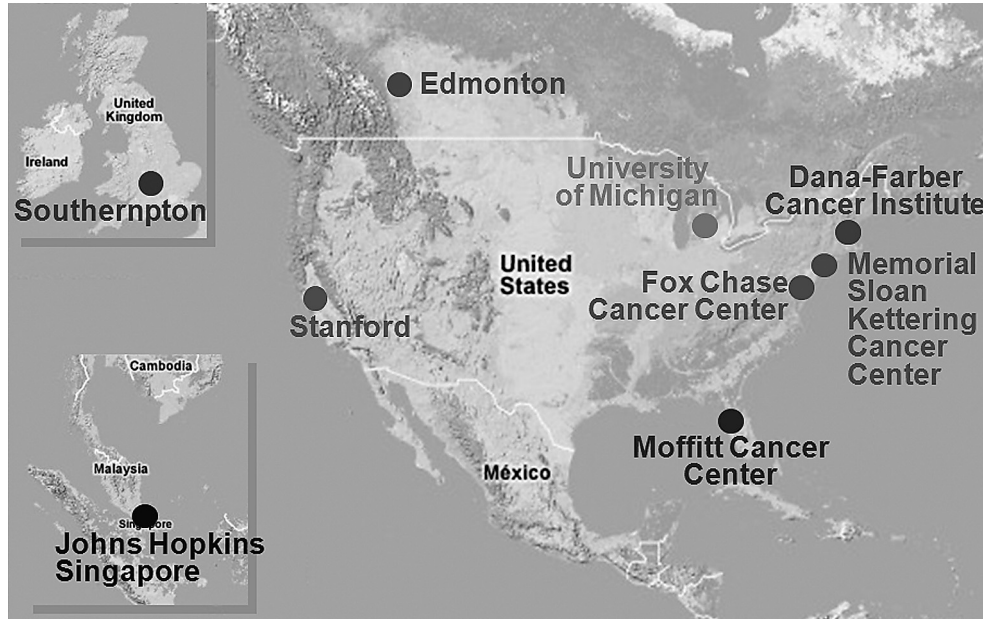 United
Kingdom
Ireland
Southernpton
Edmonton
University
of Michigan
Dana-Farber
Cancer Institute
United
States
Fox Chase
Cancer Center
Memorial
Sloan
Kettering
Cancer
Center
Stanford
Moffitt Cancer
Center
México
Cambodia
Malaysia
Singapore
Johns Hopkins
Singapore